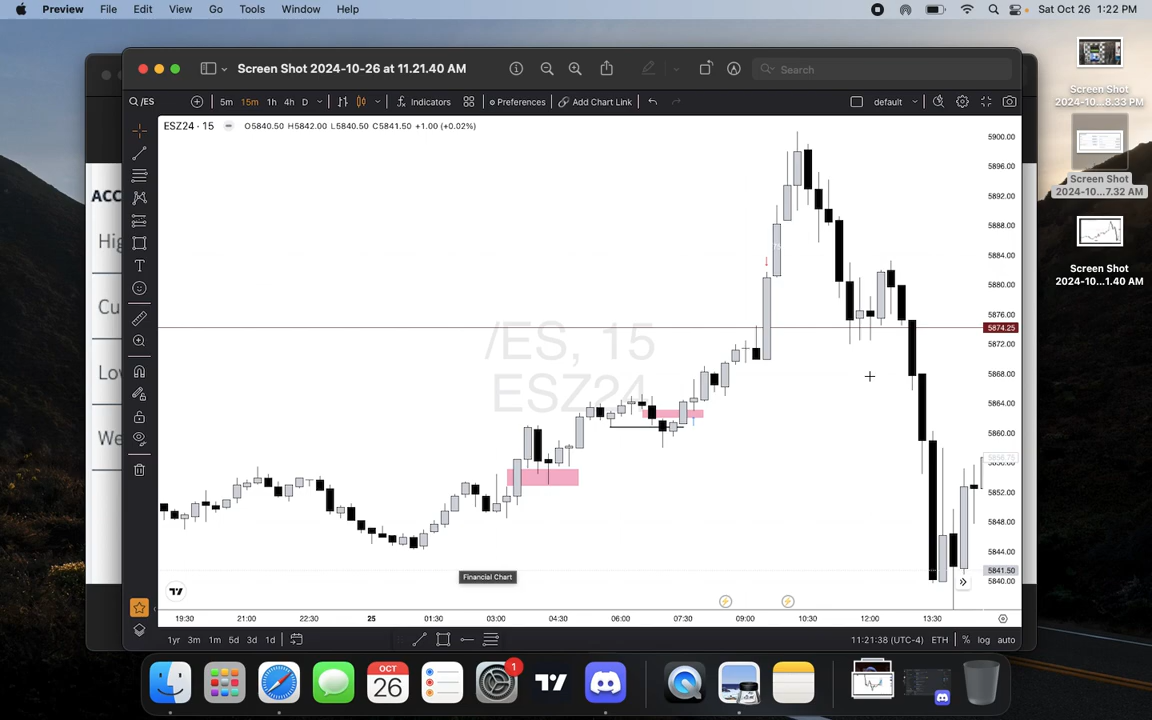 Preview File Edit View Go Tools Window Help Sat Oct 26 1:22 PM
Screen Shot 2024-10-26 at 11.21.40 AM
Search
/ES 5m 15m 1h 4h D Indicators Preferences Add Chart Link default
ESZ24 · 15 O5840.50 H5842.00 L5840.50 C5841.50 +1.00 (+0.02%)
5900.00
5896.00
5892.00
5888.00
5884.00
5880.00
5876.00
5874.25
5872.00
5868.00
5864.00
5860.00
5856.75
5856.00
5852.00
5848.00
5844.00
5841.50
5840.00
/ES, 15
ESZ24
Financial Chart
19:30 21:00 22:30 25 01:30 03:00 04:30 06:00 07:30 09:00 10:30 12:00 13:30
1yr 3m 1m 5d 3d 1d
11:21:38 (UTC-4) ETH % log auto
ACC
Hig
Cu
Lo
We
Screen Shot
2024-10...8.33 PM
Screen Shot
2024-10...7.32 AM
Screen Shot
2024-10...1.40 AM
OCT
26
1